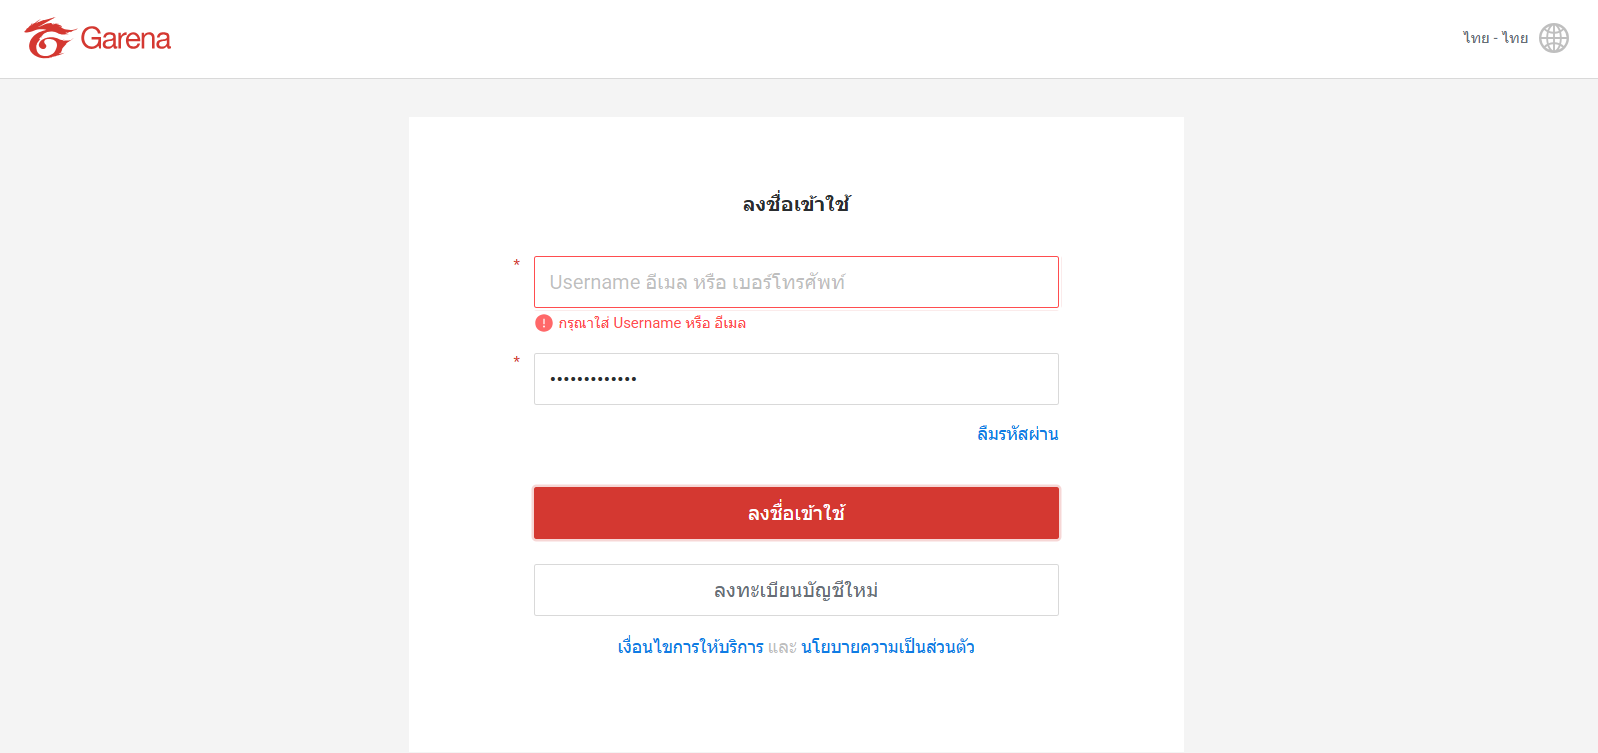 Garena
ไทย - ไทย
ลงชื่อเข้าใช้
* Username อีเมล หรือ เบอร์โทรศัพท์
! กรุณาใส่ Username หรือ อีเมล
* •••••••••••••
ลืมรหัสผ่าน
ลงชื่อเข้าใช้
ลงทะเบียนบัญชีใหม่
เงื่อนไขการให้บริการ และ นโยบายความเป็นส่วนตัว